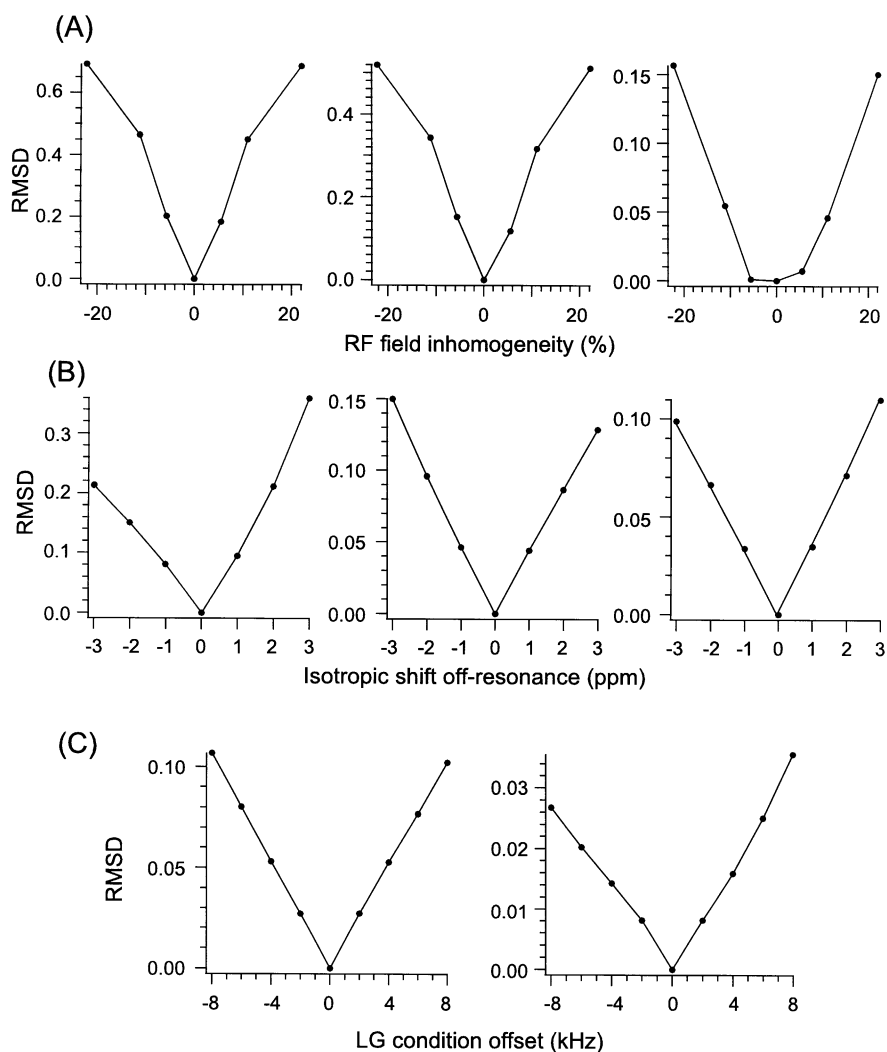 (A)
RMSD
0.6
0.4
0.2
0.0
-20 0 20
0.4
0.2
0.0
-20 0 20
0.15
0.10
0.05
0.00
-20 0 20
RF field inhomogeneity (%)
(B)
RMSD
0.3
0.2
0.1
0.0
-3 -2 -1 0 1 2 3
0.15
0.10
0.05
0.00
-3 -2 -1 0 1 2 3
0.10
0.05
0.00
-3 -2 -1 0 1 2 3
Isotropic shift off-resonance (ppm)
(C)
RMSD
0.10
0.05
0.00
-8 -4 0 4 8
0.03
0.02
0.01
0.00
-8 -4 0 4 8
LG condition offset (kHz)